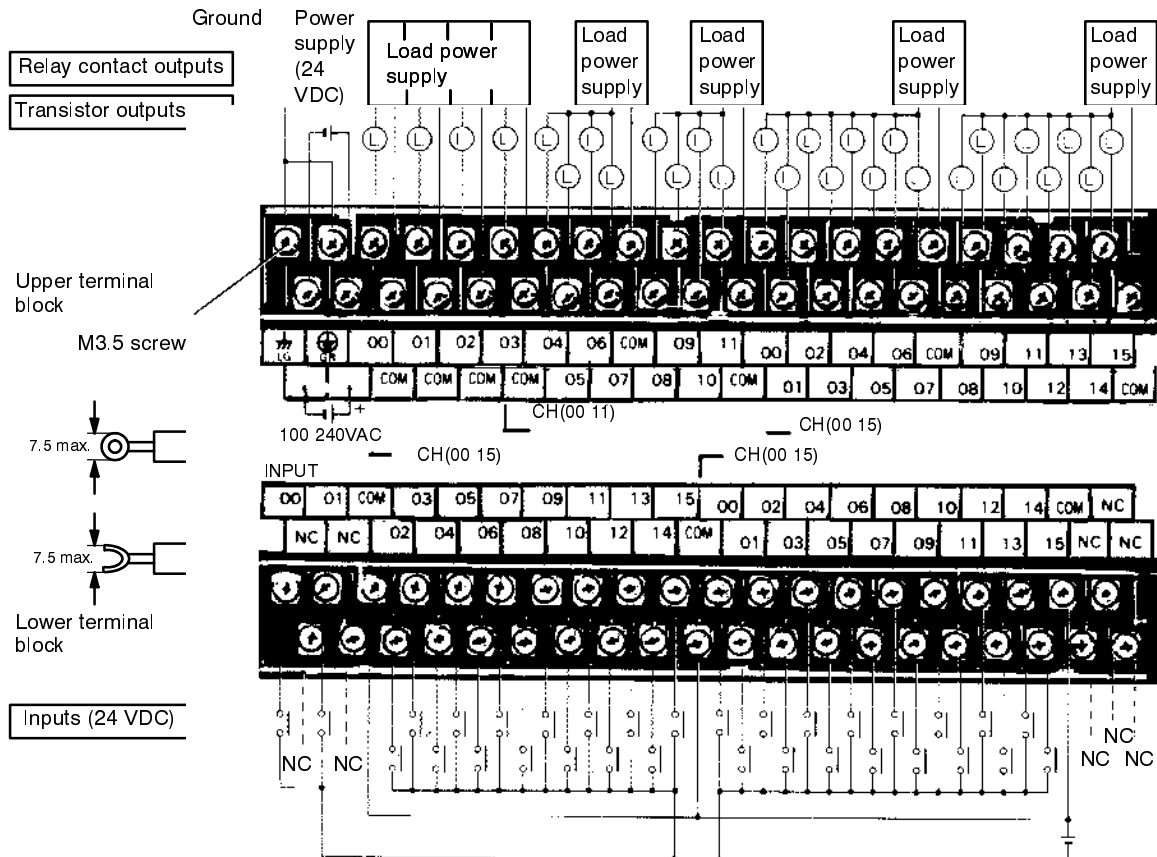 Ground
Power
supply
(24
VDC)
Load power
supply
Load
power
supply
Load
power
supply
Load
power
supply
Load
power
supply
Relay contact outputs
Transistor outputs
L L L L L L L L L L
Upper terminal
block
M3.5 screw
LG GR 00 01 02 03 04 06 COM 09 11 00 02 04 06 COM 09 11 13 15
COM COM COM COM 05 07 08 10 COM 01 03 05 07 08 10 12 14 COM
+
100 240VAC
CH(00 11)
CH(00 15)
CH(00 15)
CH(00 15)
7.5 max.
INPUT
00 01 COM 03 05 07 09 11 13 15 00 02 04 06 08 10 12 14 COM NC
NC NC 02 04 06 08 10 12 14 COM 01 03 05 07 09 11 13 15 NC NC
7.5 max.
Lower terminal
block
Inputs (24 VDC)
NC NC
NC
NC NC